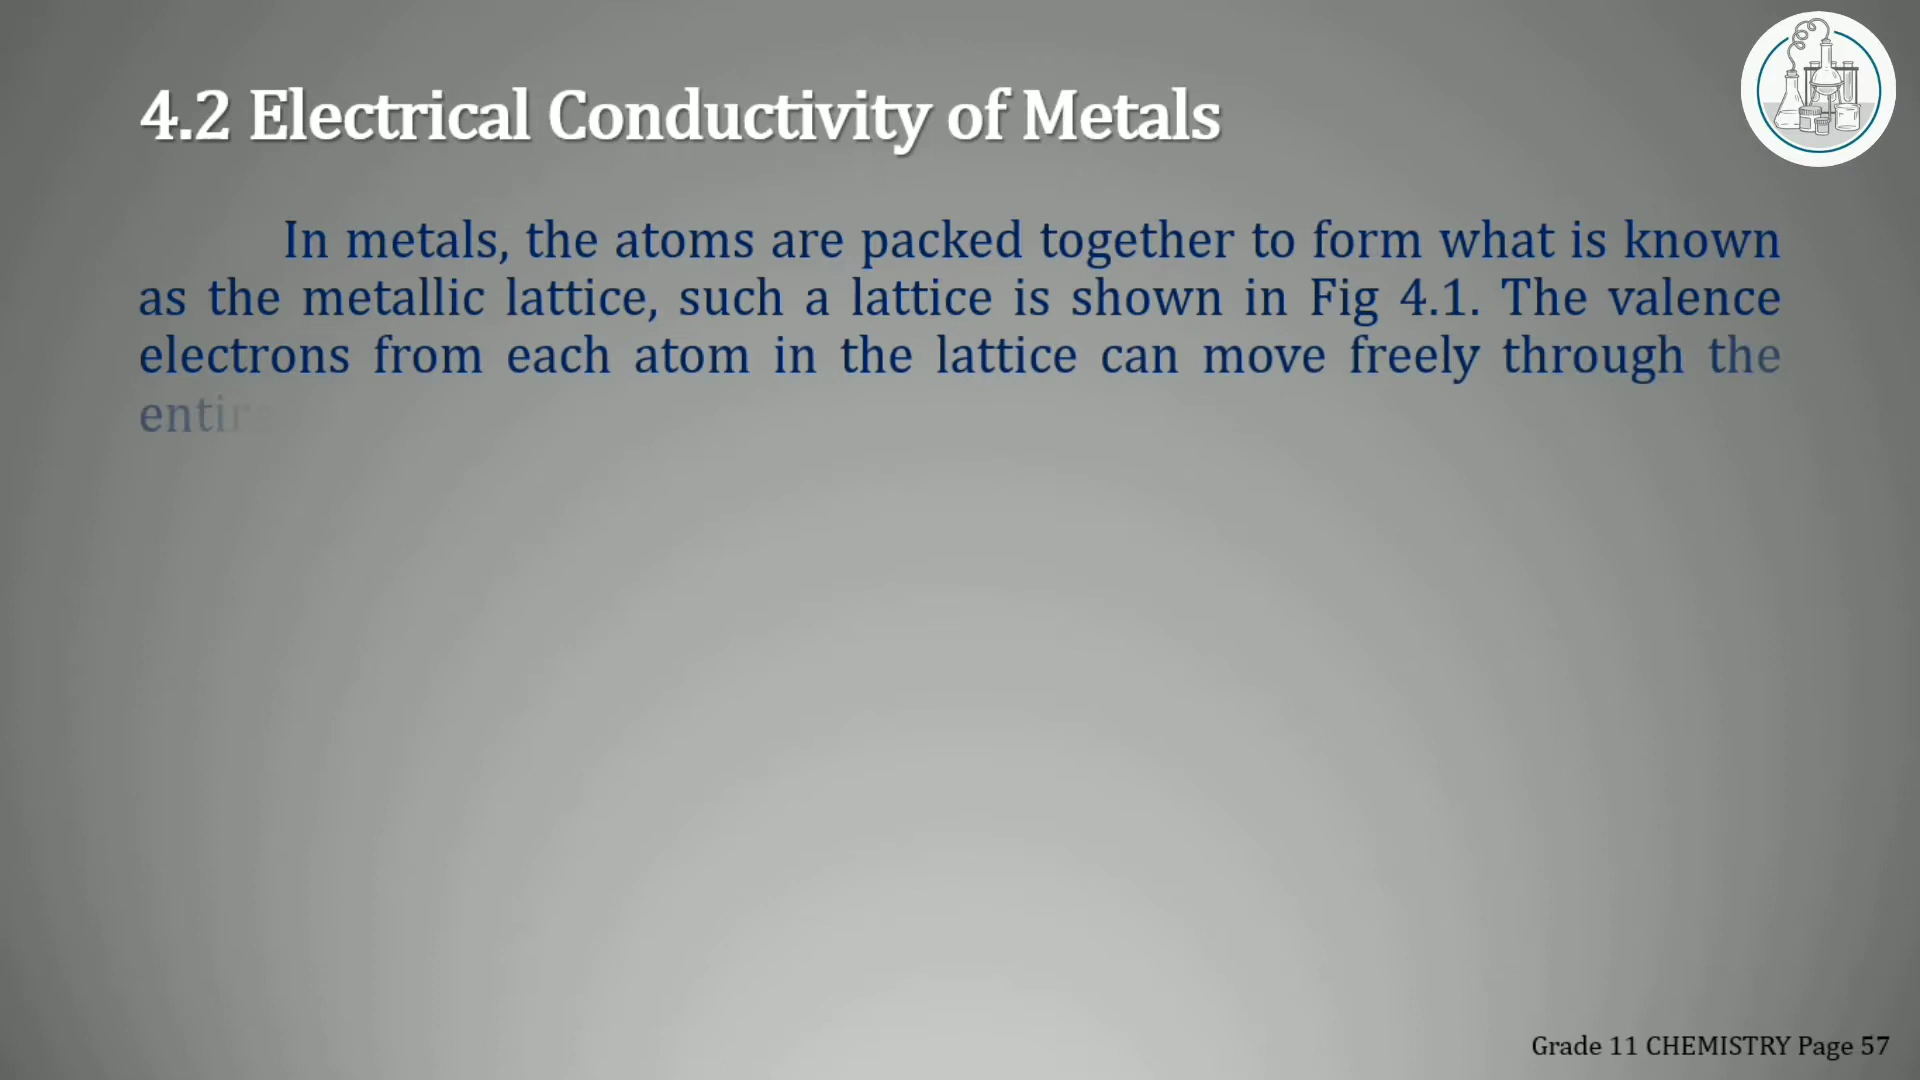 4.2 Electrical Conductivity of Metals
In metals, the atoms are packed together to form what is known
as the metallic lattice, such a lattice is shown in Fig 4.1. The valence
electrons from each atom in the lattice can move freely through the
entire
Grade 11 CHEMISTRY Page 57